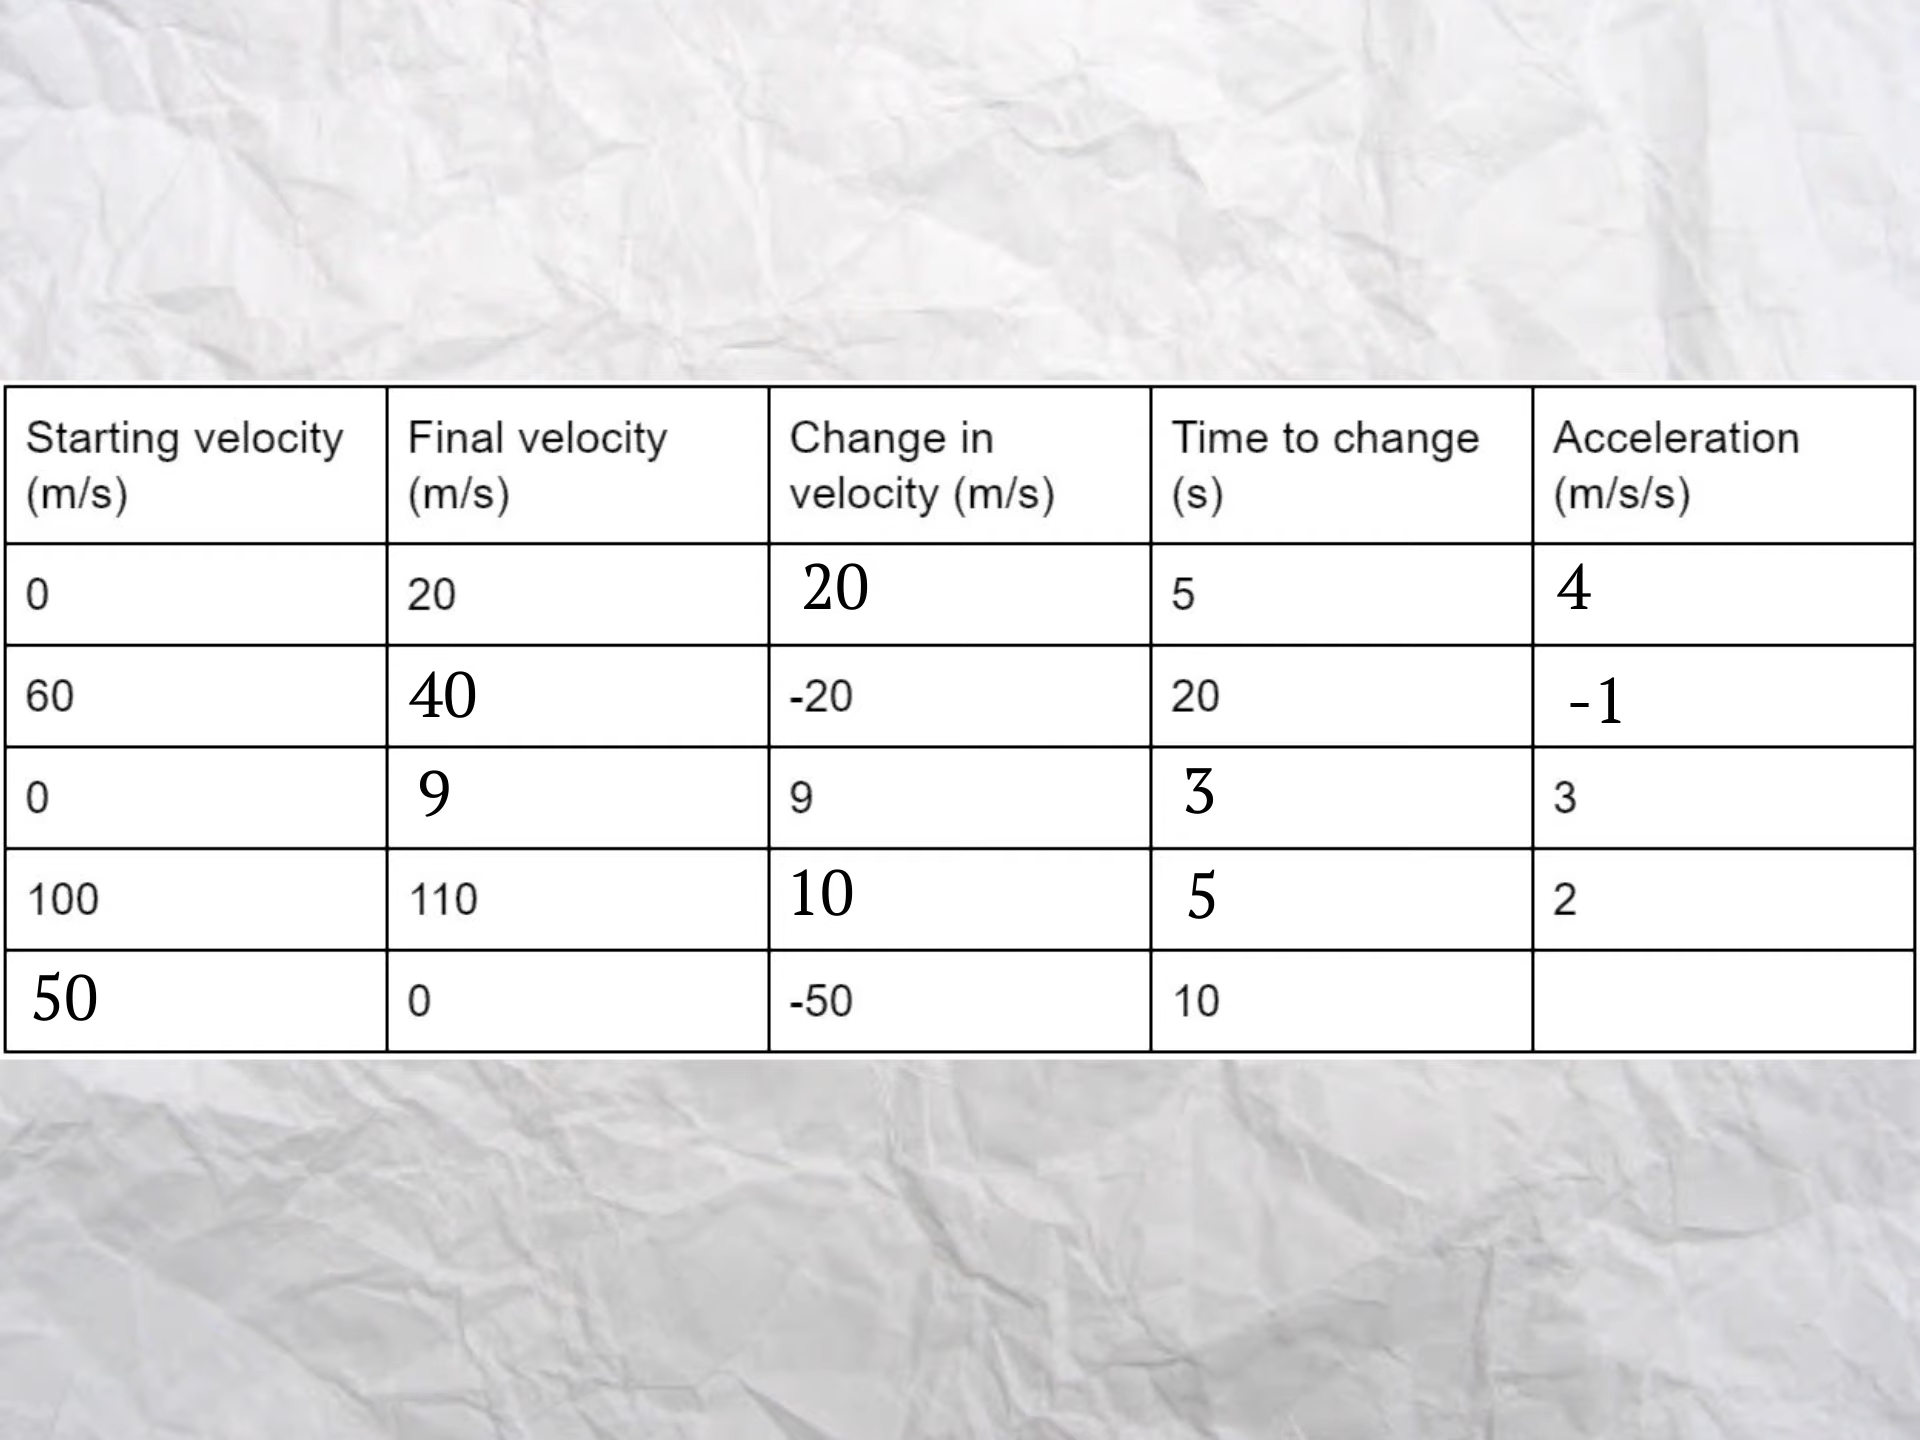 Starting velocity (m/s) Final velocity (m/s) Change in velocity (m/s) Time to change (s) Acceleration (m/s/s)
0 20 20 5 4
60 40 -20 20 -1
0 9 9 3 3
100 110 10 5 2
50 0 -50 10